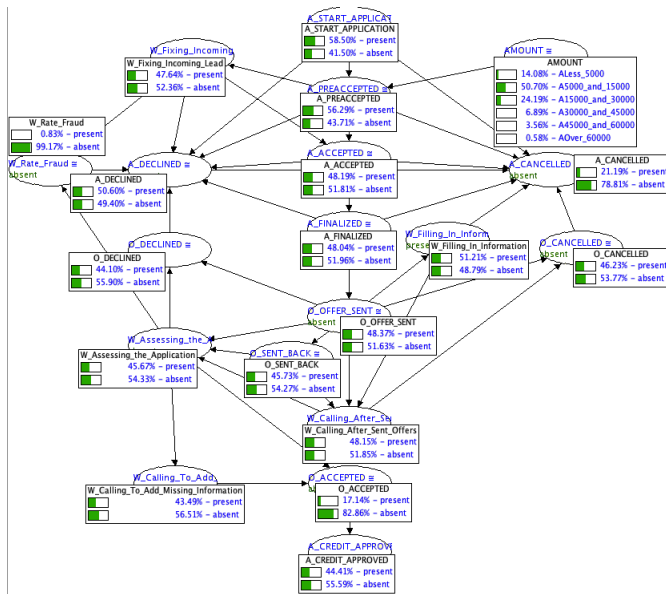 A_START_APPLICAT
A_START_APPLICATION
58.50% - present
41.50% - absent
W_Fixing_Incoming
W_Fixing_Incoming_Lead
47.64% - present
52.36% - absent
AMOUNT ≅
AMOUNT
14.08% - ALess_5000
50.70% - A5000_and_15000
24.19% - A15000_and_30000
6.89% - A30000_and_45000
3.56% - A45000_and_60000
0.58% - AOver_60000
A_PREACCEPTED ≅
A_PREACCEPTED
56.29% - present
43.71% - absent
W_Rate_Fraud
0.83% - present
99.17% - absent
W_Rate_Fraud ≅
absent
A_DECLINED ≅
A_DECLINED
50.60% - present
49.40% - absent
A_ACCEPTED ≅
A_ACCEPTED
48.19% - present
51.81% - absent
A_CANCELLED
absent
A_CANCELLED
21.19% - present
78.81% - absent
A_FINALIZED ≅
A_FINALIZED
48.04% - present
51.96% - absent
W_Filling_In_Inform
W_Filling_In_Information
51.21% - present
48.79% - absent
O_DECLINED ≅
O_DECLINED
44.10% - present
55.90% - absent
O_CANCELLED ≅
absent
O_CANCELLED
46.23% - present
53.77% - absent
O_OFFER_SENT ≅
absent
O_OFFER_SENT
48.37% - present
51.63% - absent
W_Assessing_the_A
W_Assessing_the_Application
45.67% - present
54.33% - absent
O_SENT_BACK ≅
O_SENT_BACK
45.73% - present
54.27% - absent
W_Calling_After_Se
W_Calling_After_Sent_Offers
48.15% - present
51.85% - absent
W_Calling_To_Add_
W_Calling_To_Add_Missing_Information
43.49% - present
56.51% - absent
O_ACCEPTED ≅
O_ACCEPTED
17.14% - present
82.86% - absent
A_CREDIT_APPROV
A_CREDIT_APPROVED
44.41% - present
55.59% - absent